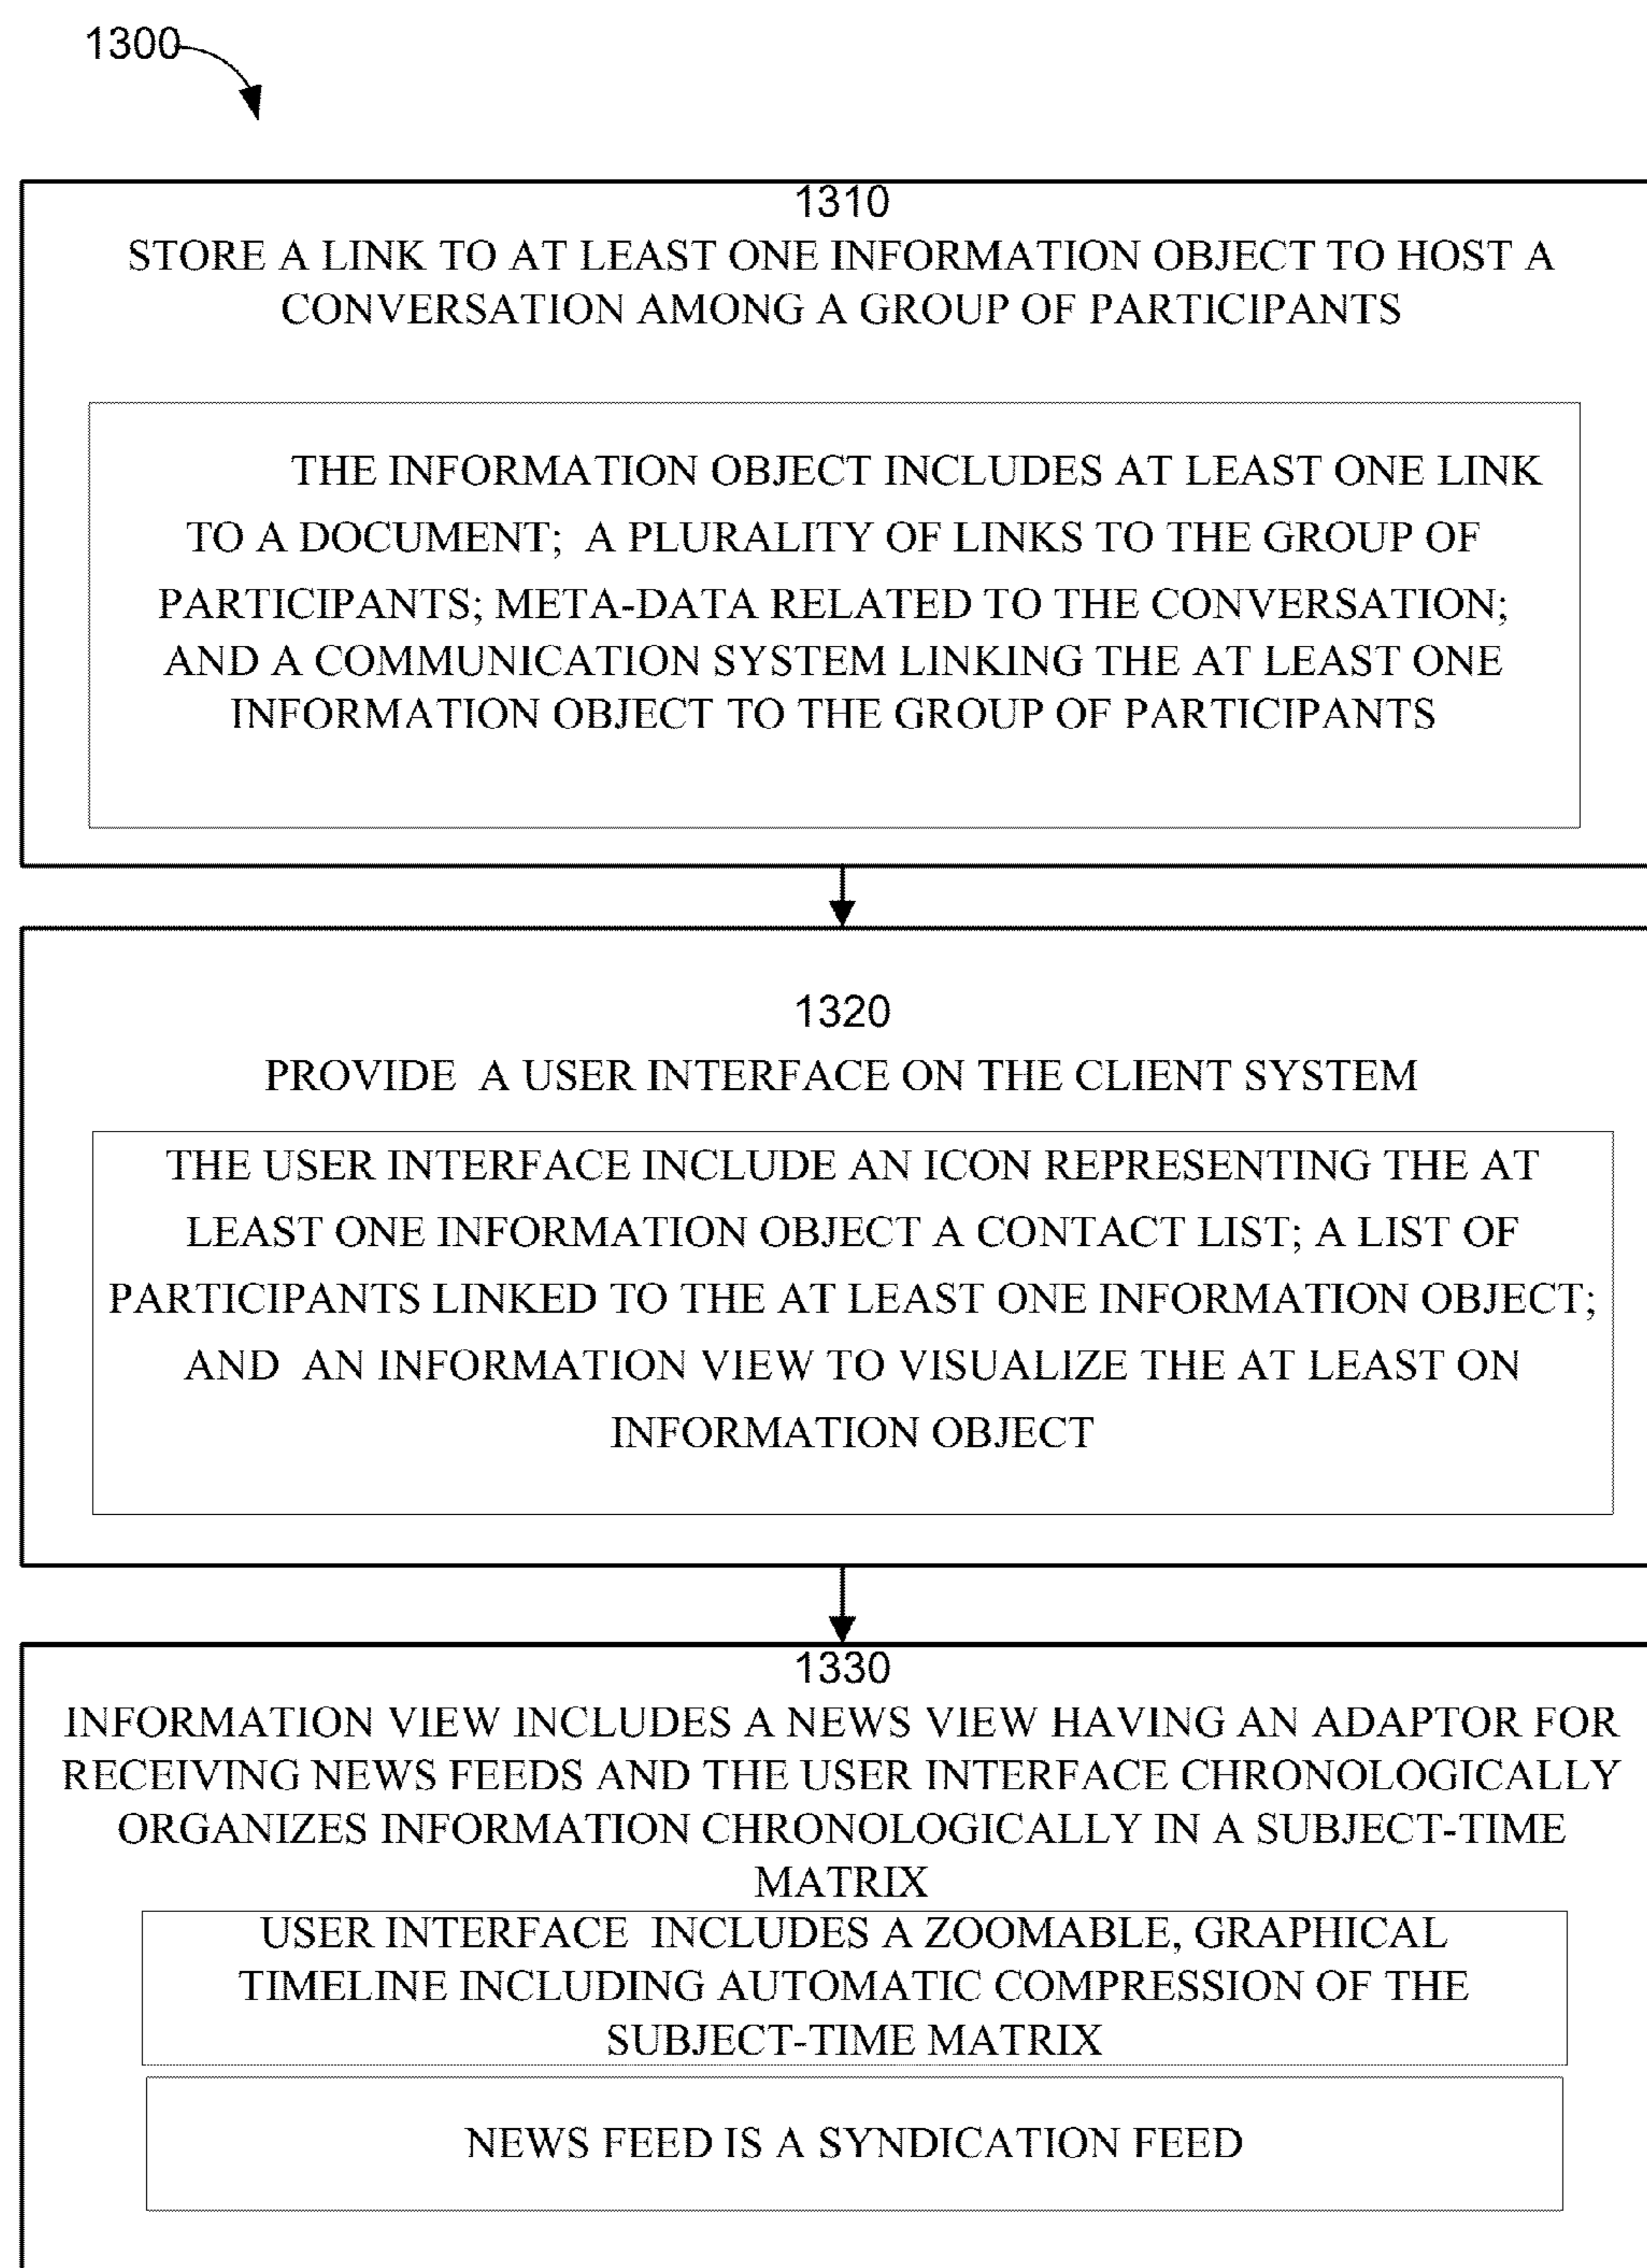 1300
1310
STORE A LINK TO AT LEAST ONE INFORMATION OBJECT TO HOST A
CONVERSATION AMONG A GROUP OF PARTICIPANTS
THE INFORMATION OBJECT INCLUDES AT LEAST ONE LINK
TO A DOCUMENT; A PLURALITY OF LINKS TO THE GROUP OF
PARTICIPANTS; META-DATA RELATED TO THE CONVERSATION;
AND A COMMUNICATION SYSTEM LINKING THE AT LEAST ONE
INFORMATION OBJECT TO THE GROUP OF PARTICIPANTS
1320
PROVIDE A USER INTERFACE ON THE CLIENT SYSTEM
THE USER INTERFACE INCLUDE AN ICON REPRESENTING THE AT
LEAST ONE INFORMATION OBJECT A CONTACT LIST; A LIST OF
PARTICIPANTS LINKED TO THE AT LEAST ONE INFORMATION OBJECT;
AND AN INFORMATION VIEW TO VISUALIZE THE AT LEAST ON
INFORMATION OBJECT
1330
INFORMATION VIEW INCLUDES A NEWS VIEW HAVING AN ADAPTOR FOR
RECEIVING NEWS FEEDS AND THE USER INTERFACE CHRONOLOGICALLY
ORGANIZES INFORMATION CHRONOLOGICALLY IN A SUBJECT-TIME
MATRIX
USER INTERFACE INCLUDES A ZOOMABLE, GRAPHICAL
TIMELINE INCLUDING AUTOMATIC COMPRESSION OF THE
SUBJECT-TIME MATRIX
NEWS FEED IS A SYNDICATION FEED